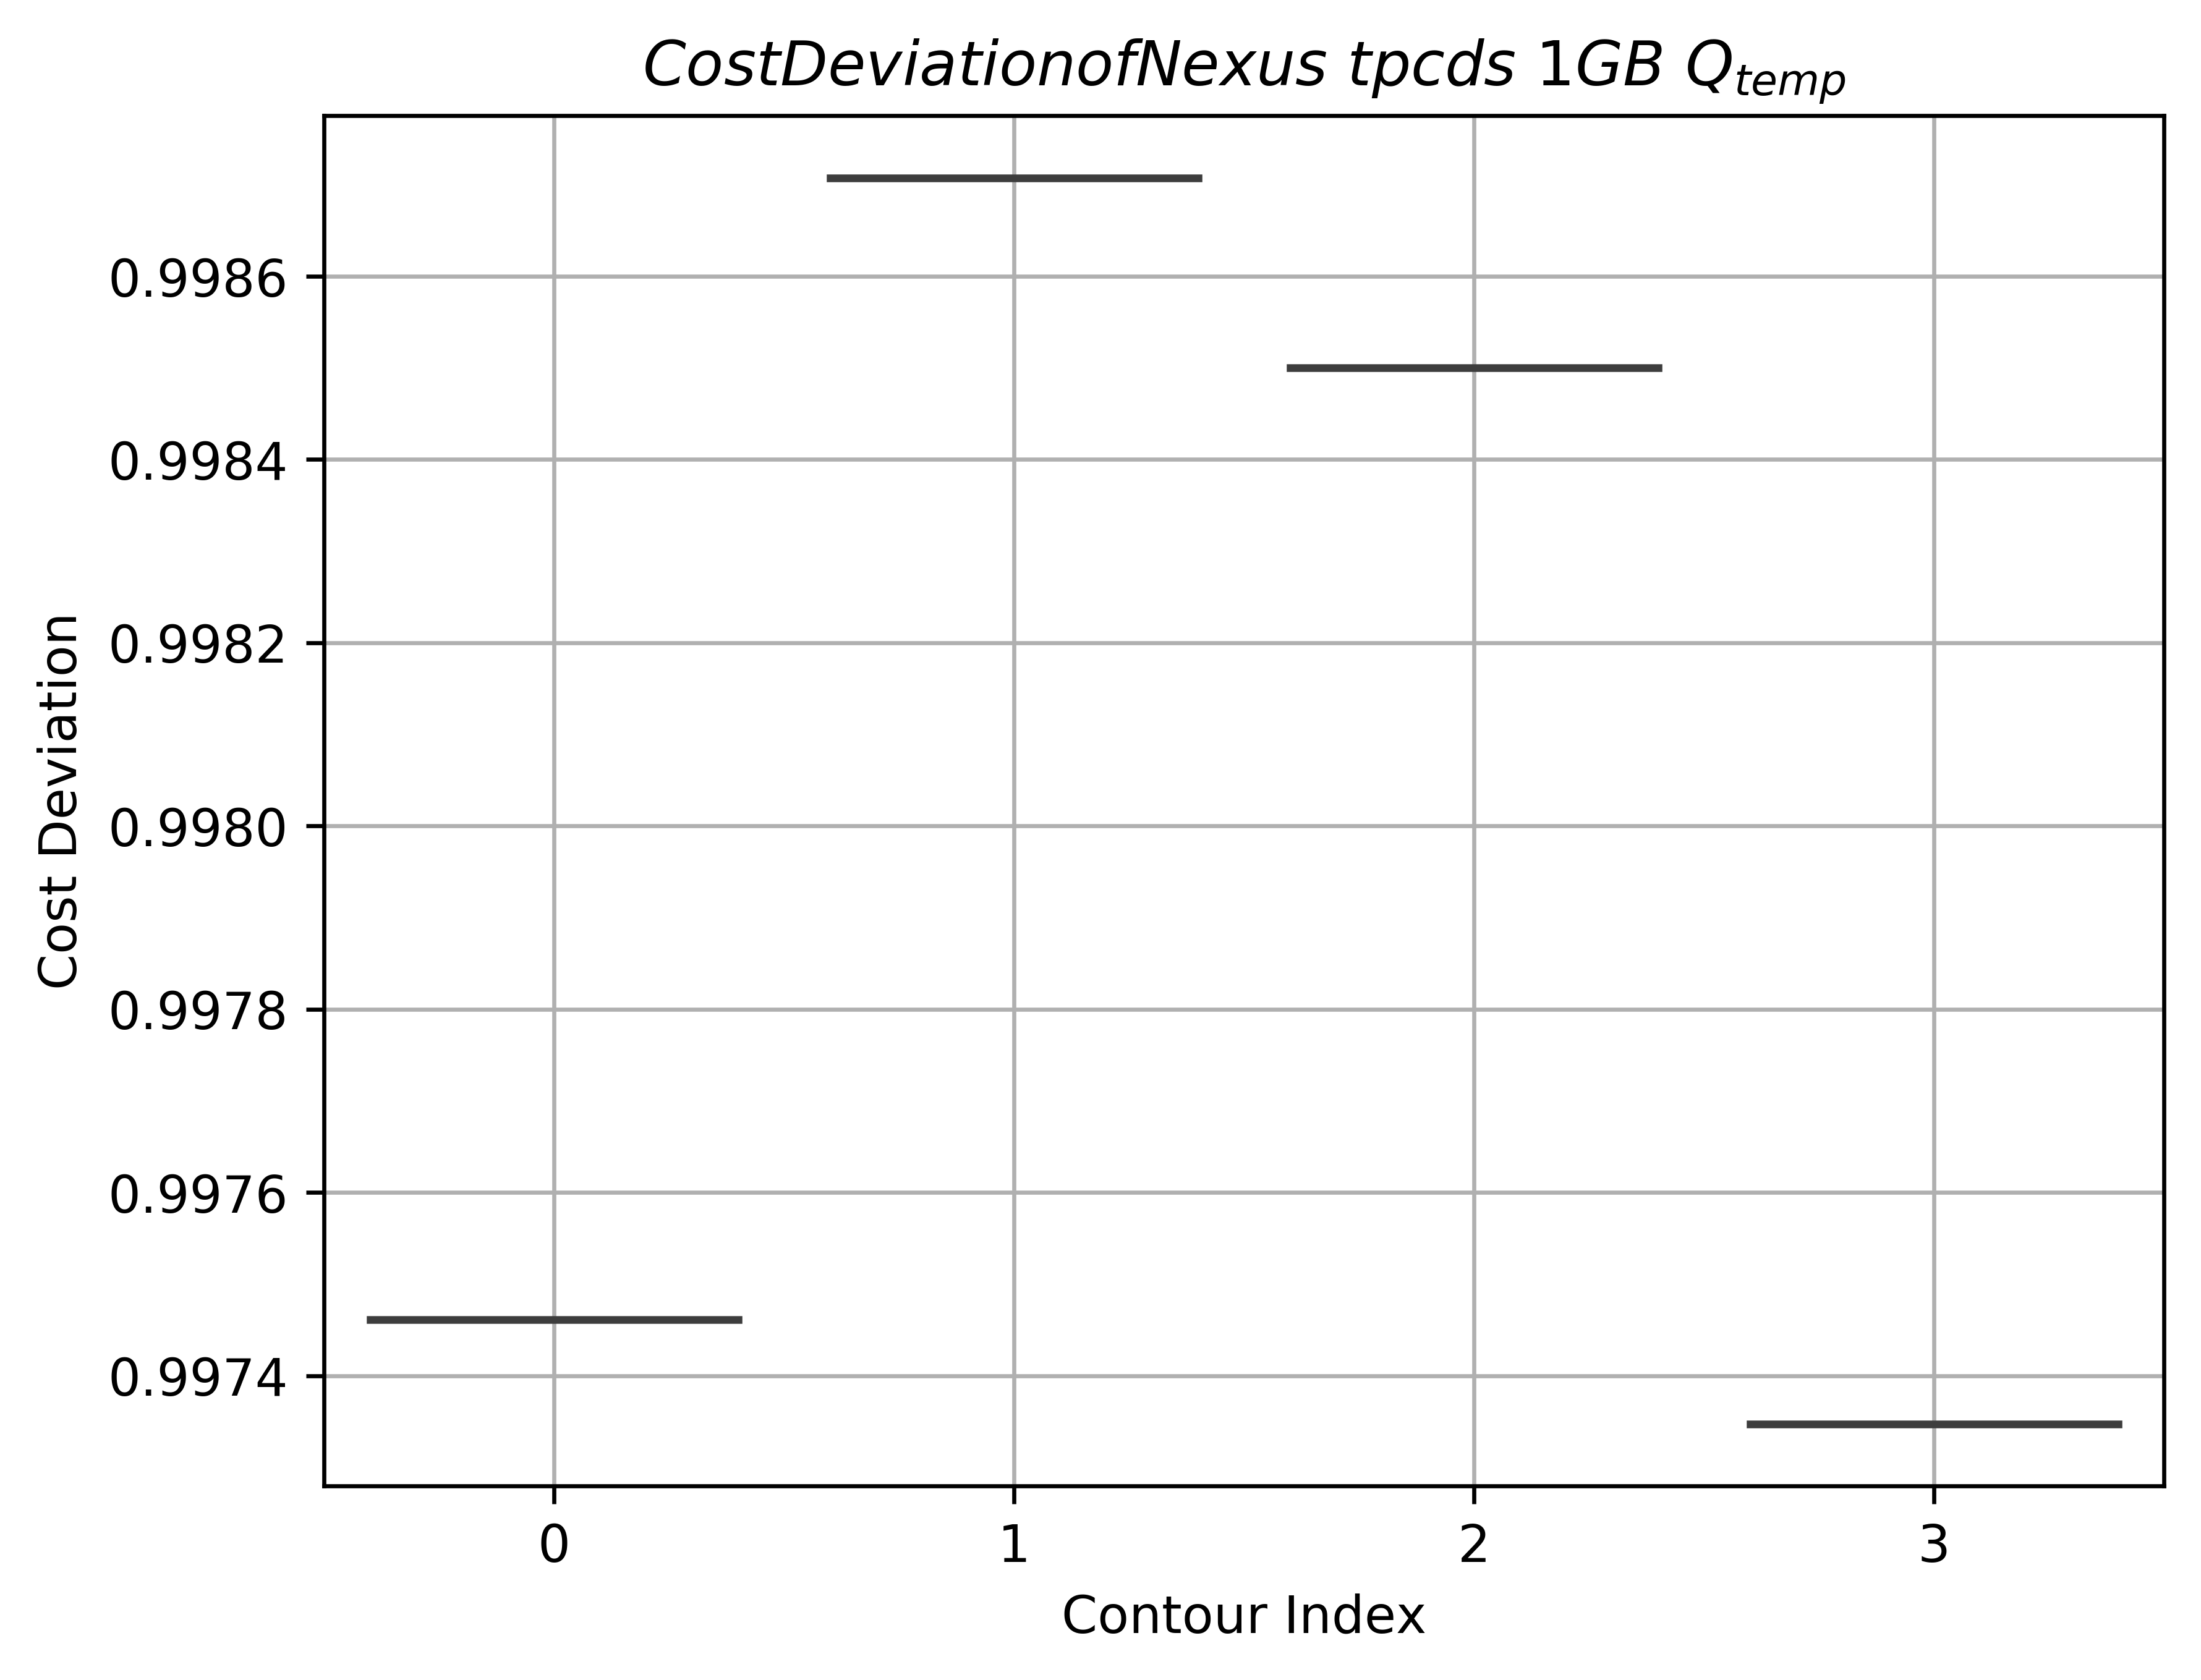 CostDeviationofNexus tpcds 1GB Q_temp
0.9986
0.9984
0.9982
0.9980
0.9978
0.9976
0.9974
Cost Deviation
0 1 2 3
Contour Index